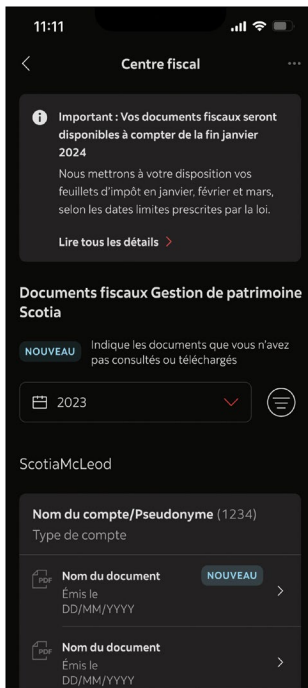 11:11
Centre fiscal
Important : Vos documents fiscaux seront
disponibles à compter de la fin janvier
2024
Nous mettrons à votre disposition vos
feuillets d'impôt en janvier, février et mars,
selon les dates limites prescrites par la loi.
Lire tous les détails
Documents fiscaux Gestion de patrimoine
Scotia
NOUVEAU Indique les documents que vous n'avez
pas consultés ou téléchargés
2023
ScotiaMcLeod
Nom du compte/Pseudonyme (1234)
Type de compte
PDF Nom du document NOUVEAU
Émis le
DD/MM/YYYY
PDF Nom du document
Émis le
DD/MM/YYYY